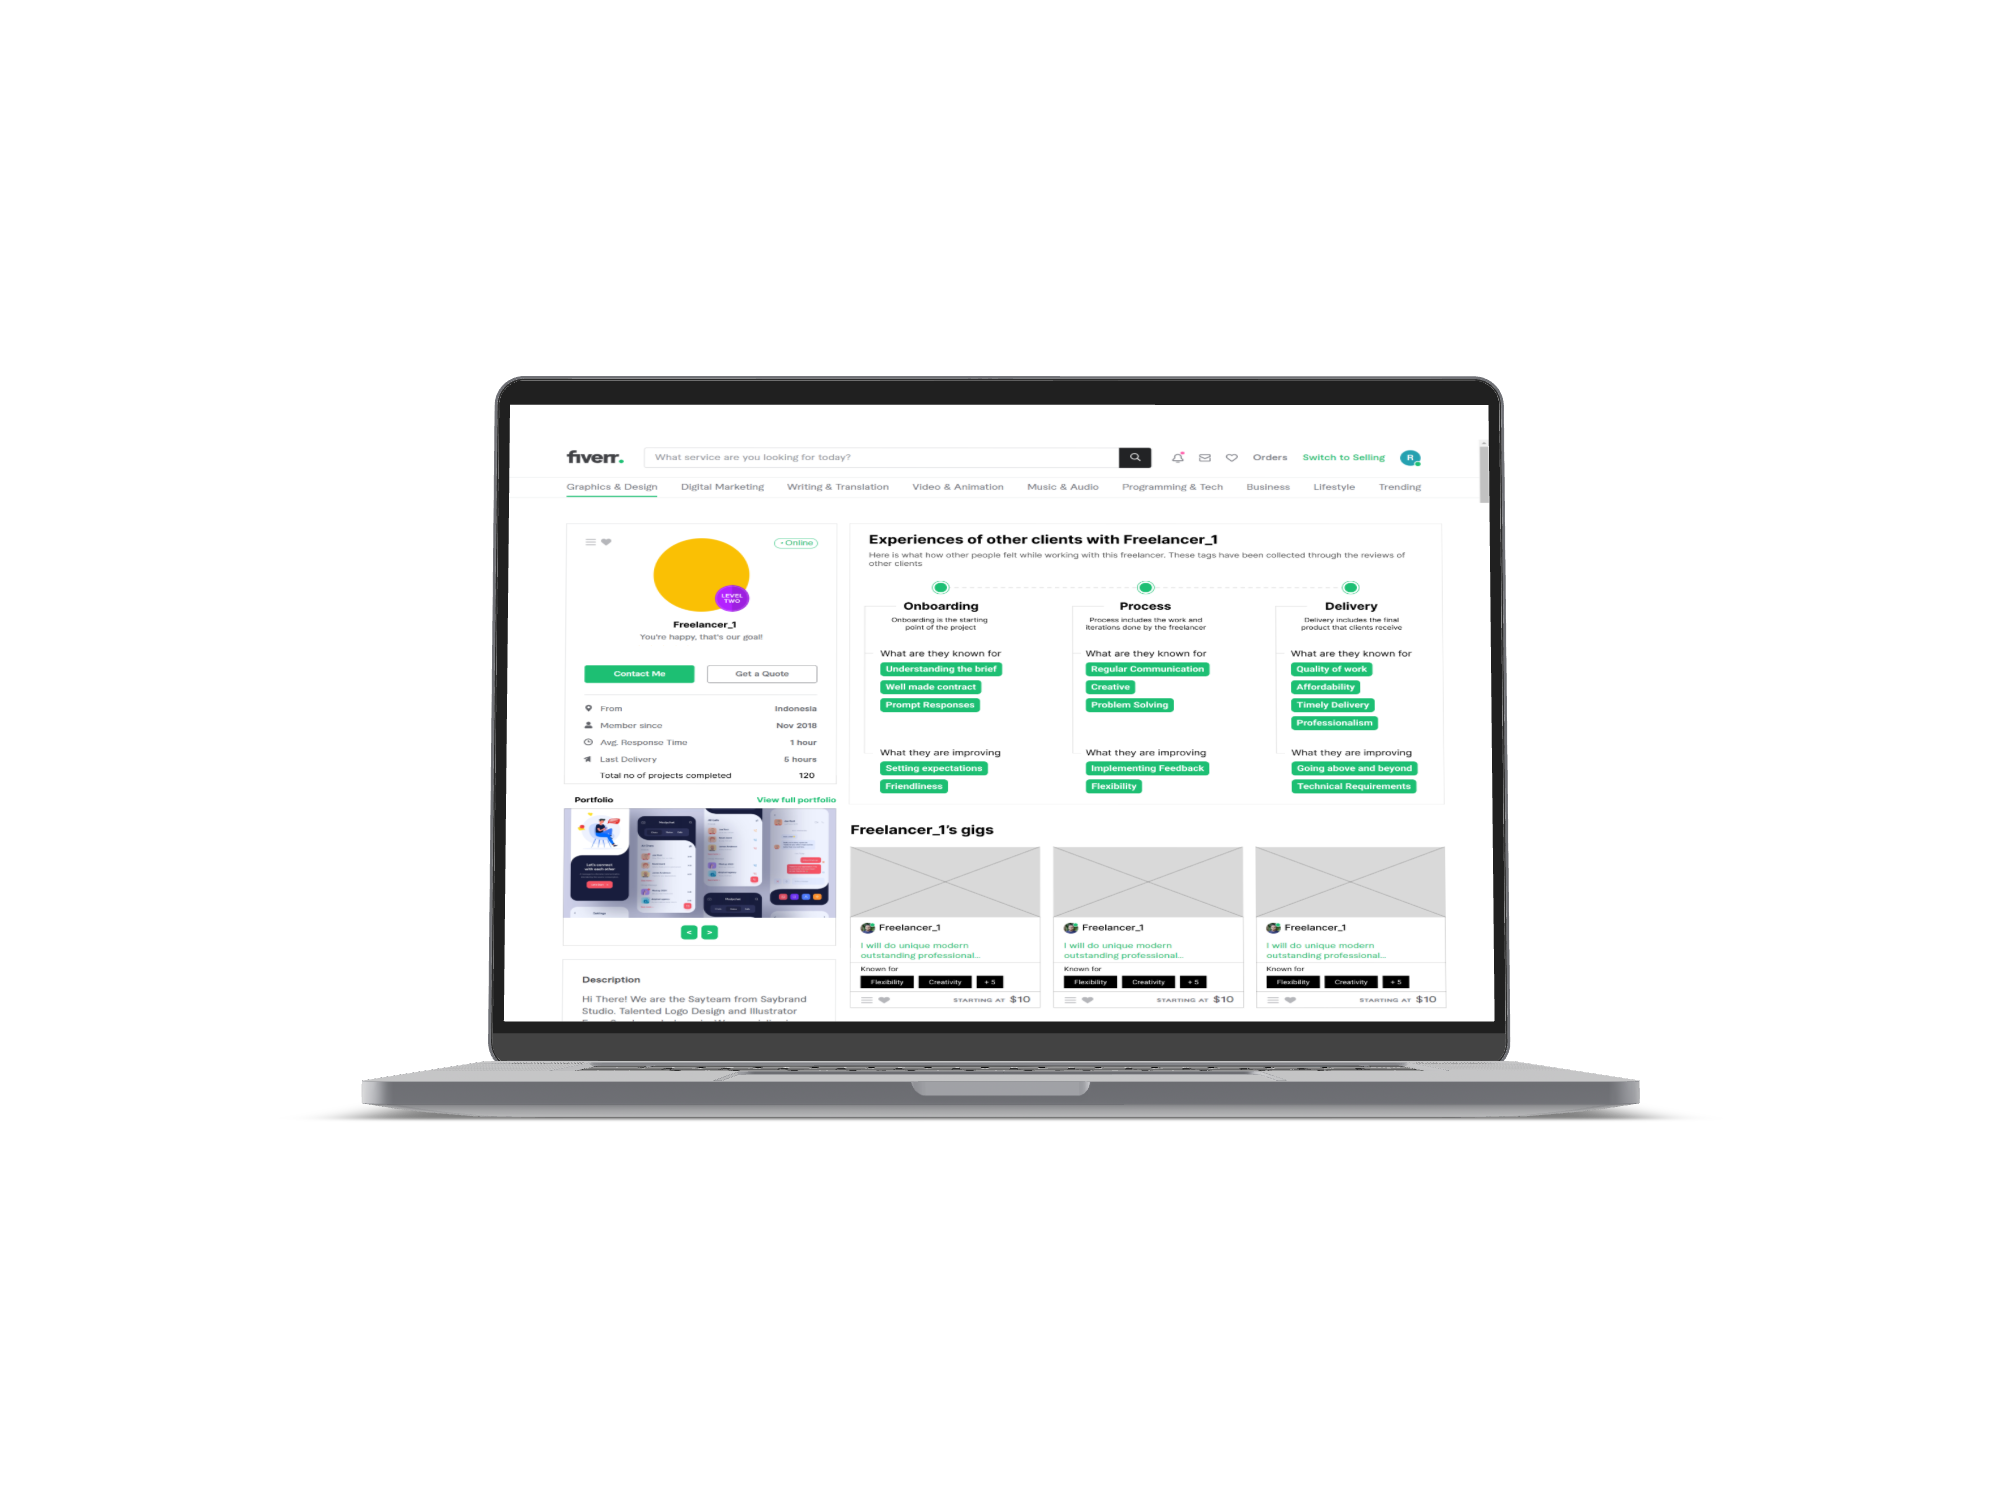 fiverr.
What service are you looking for today?
Orders
Switch to Selling
R
Graphics & Design
Digital Marketing
Writing & Translation
Video & Animation
Music & Audio
Programming & Tech
Business
Lifestyle
Trending
• Online
LEVEL
TWO
Freelancer_1
You're happy, that's our goal!
Contact Me
Get a Quote
From Indonesia
Member since Nov 2018
Avg. Response Time 1 hour
Last Delivery 5 hours
Total no of projects completed 120
Portfolio
View full portfolio
Let's connect
with each other
Settings
< >
Description
Hi There! We are the Sayteam from Saybrand
Studio. Talented Logo Design and Illustrator
Experiences of other clients with Freelancer_1
Here is what how other people felt while working with this freelancer. These tags have been collected through the reviews of
other clients
Onboarding
Onboarding is the starting
point of the project
What are they known for
Understanding the brief
Well made contract
Prompt Responses
What they are improving
Setting expectations
Friendliness
Process
Process includes the work and
iterations done by the freelancer
What are they known for
Regular Communication
Creative
Problem Solving
What they are improving
Implementing Feedback
Flexibility
Delivery
Delivery includes the final
product that clients receive
What are they known for
Quality of work
Affordability
Timely Delivery
Professionalism
What they are improving
Going above and beyond
Technical Requirements
Freelancer_1's gigs
Freelancer_1
I will do unique modern
outstanding professional...
Known for
Flexibility Creativity + 5
STARTING AT $10
Freelancer_1
I will do unique modern
outstanding professional...
Known for
Flexibility Creativity + 5
STARTING AT $10
Freelancer_1
I will do unique modern
outstanding professional...
Known for
Flexibility Creativity + 5
STARTING AT $10